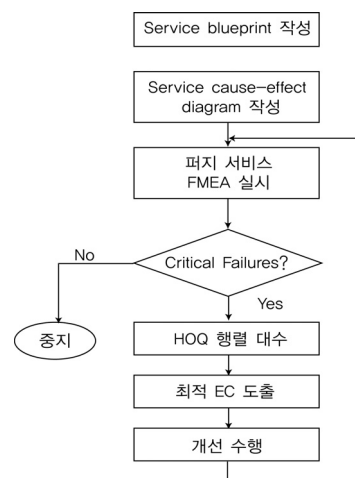 Service blueprint 작성
Service cause-effect
diagram 작성
퍼지 서비스
FMEA 실시
Critical Failures?
No
Yes
중지
HOQ 행렬 대수
최적 EC 도출
개선 수행